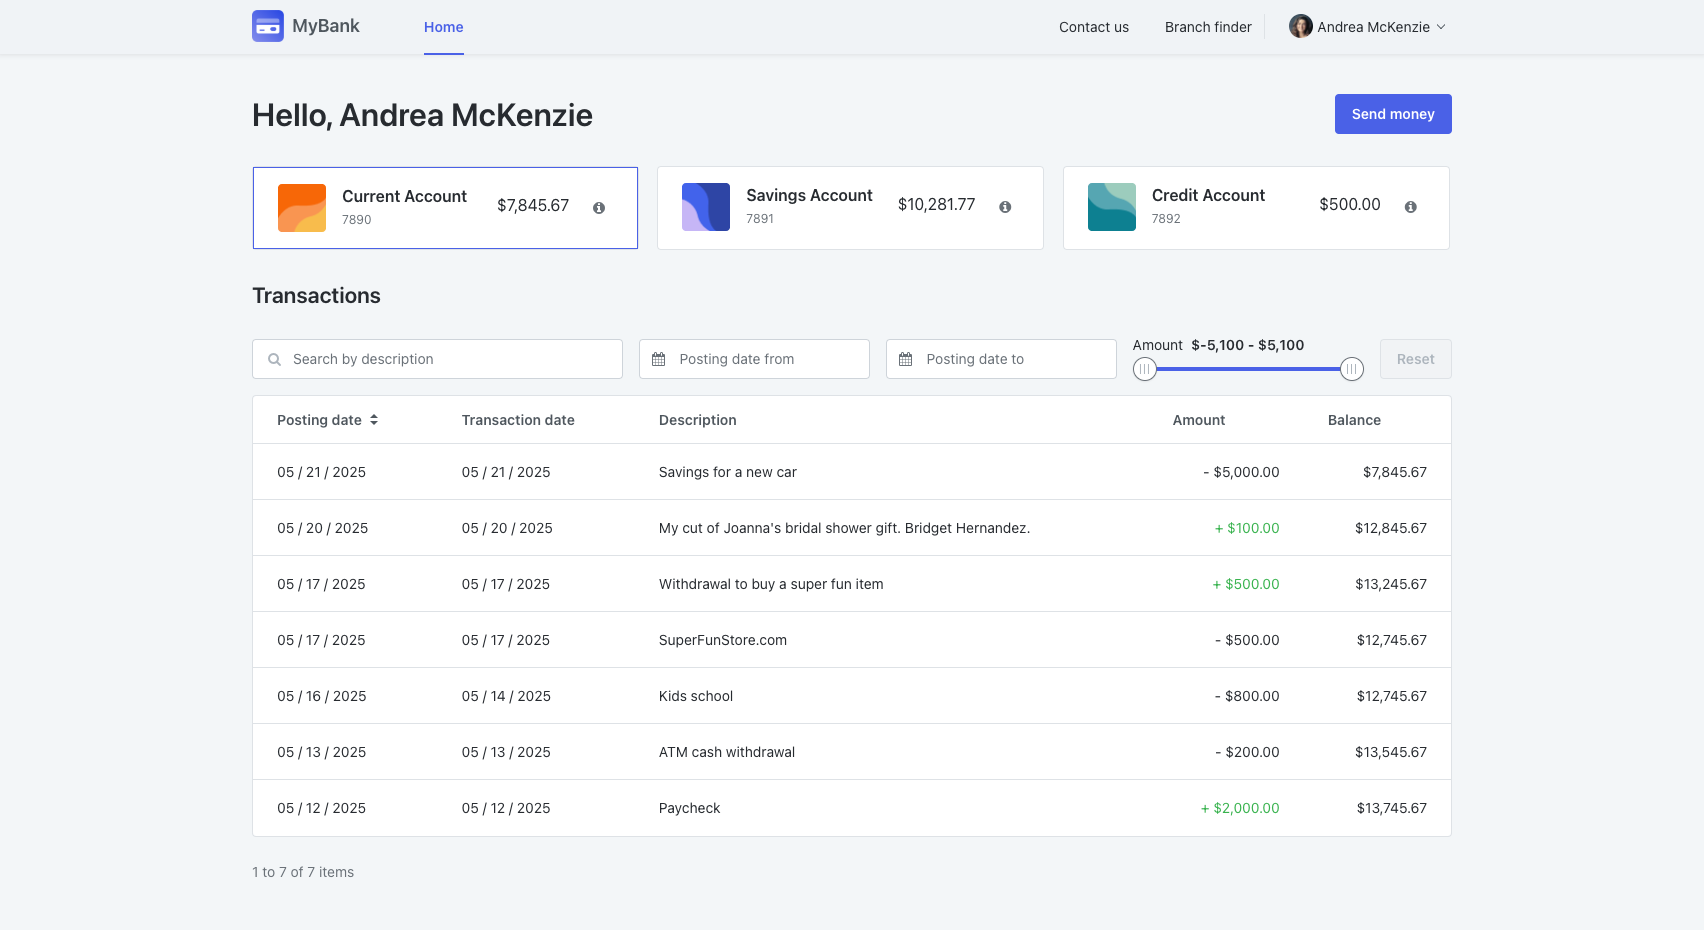 MyBank
Home
Contact us
Branch finder
Andrea McKenzie
Hello, Andrea McKenzie
Send money
Current Account
7890
$7,845.67
Savings Account
7891
$10,281.77
Credit Account
7892
$500.00
Transactions
Search by description
Posting date from
Posting date to
Amount $-5,100 - $5,100
Reset
Posting date Transaction date Description Amount Balance
05 / 21 / 2025 05 / 21 / 2025 Savings for a new car - $5,000.00 $7,845.67
05 / 20 / 2025 05 / 20 / 2025 My cut of Joanna's bridal shower gift. Bridget Hernandez. + $100.00 $12,845.67
05 / 17 / 2025 05 / 17 / 2025 Withdrawal to buy a super fun item + $500.00 $13,245.67
05 / 17 / 2025 05 / 17 / 2025 SuperFunStore.com - $500.00 $12,745.67
05 / 16 / 2025 05 / 14 / 2025 Kids school - $800.00 $12,745.67
05 / 13 / 2025 05 / 13 / 2025 ATM cash withdrawal - $200.00 $13,545.67
05 / 12 / 2025 05 / 12 / 2025 Paycheck + $2,000.00 $13,745.67
1 to 7 of 7 items